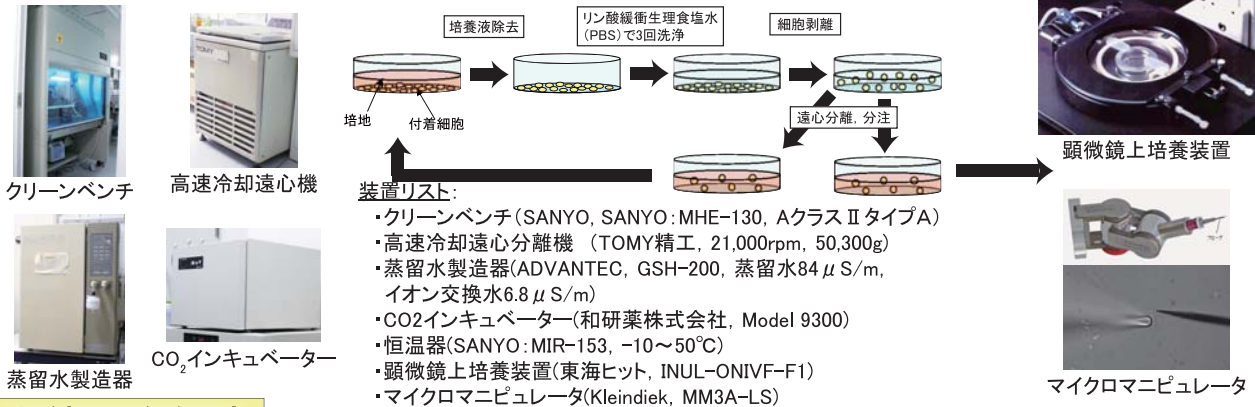 培養液除去
リン酸緩衝生理食塩水
(PBS)で3回洗浄
細胞剥離
TOMY
培地
付着細胞
遠心分離, 分注
クリーンベンチ
高速冷却遠心機
顕微鏡上培養装置
装置リスト:
・クリーンベンチ(SANYO, SANYO:MHE-130, AクラスⅡタイプA)
・高速冷却遠心分離機 (TOMY精工, 21,000rpm, 50,300g)
・蒸留水製造器(ADVANTEC, GSH-200, 蒸留水84μS/m,
イオン交換水6.8μS/m)
・CO2インキュベーター(和研薬株式会社, Model 9300)
・恒温器(SANYO:MIR-153, -10~50℃)
・顕微鏡上培養装置(東海ヒット, INUL-ONIVF-F1)
・マイクロマニピュレータ(Kleindiek, MM3A-LS)
蒸留水製造器
CO₂インキュベーター
マイクロマニピュレータ